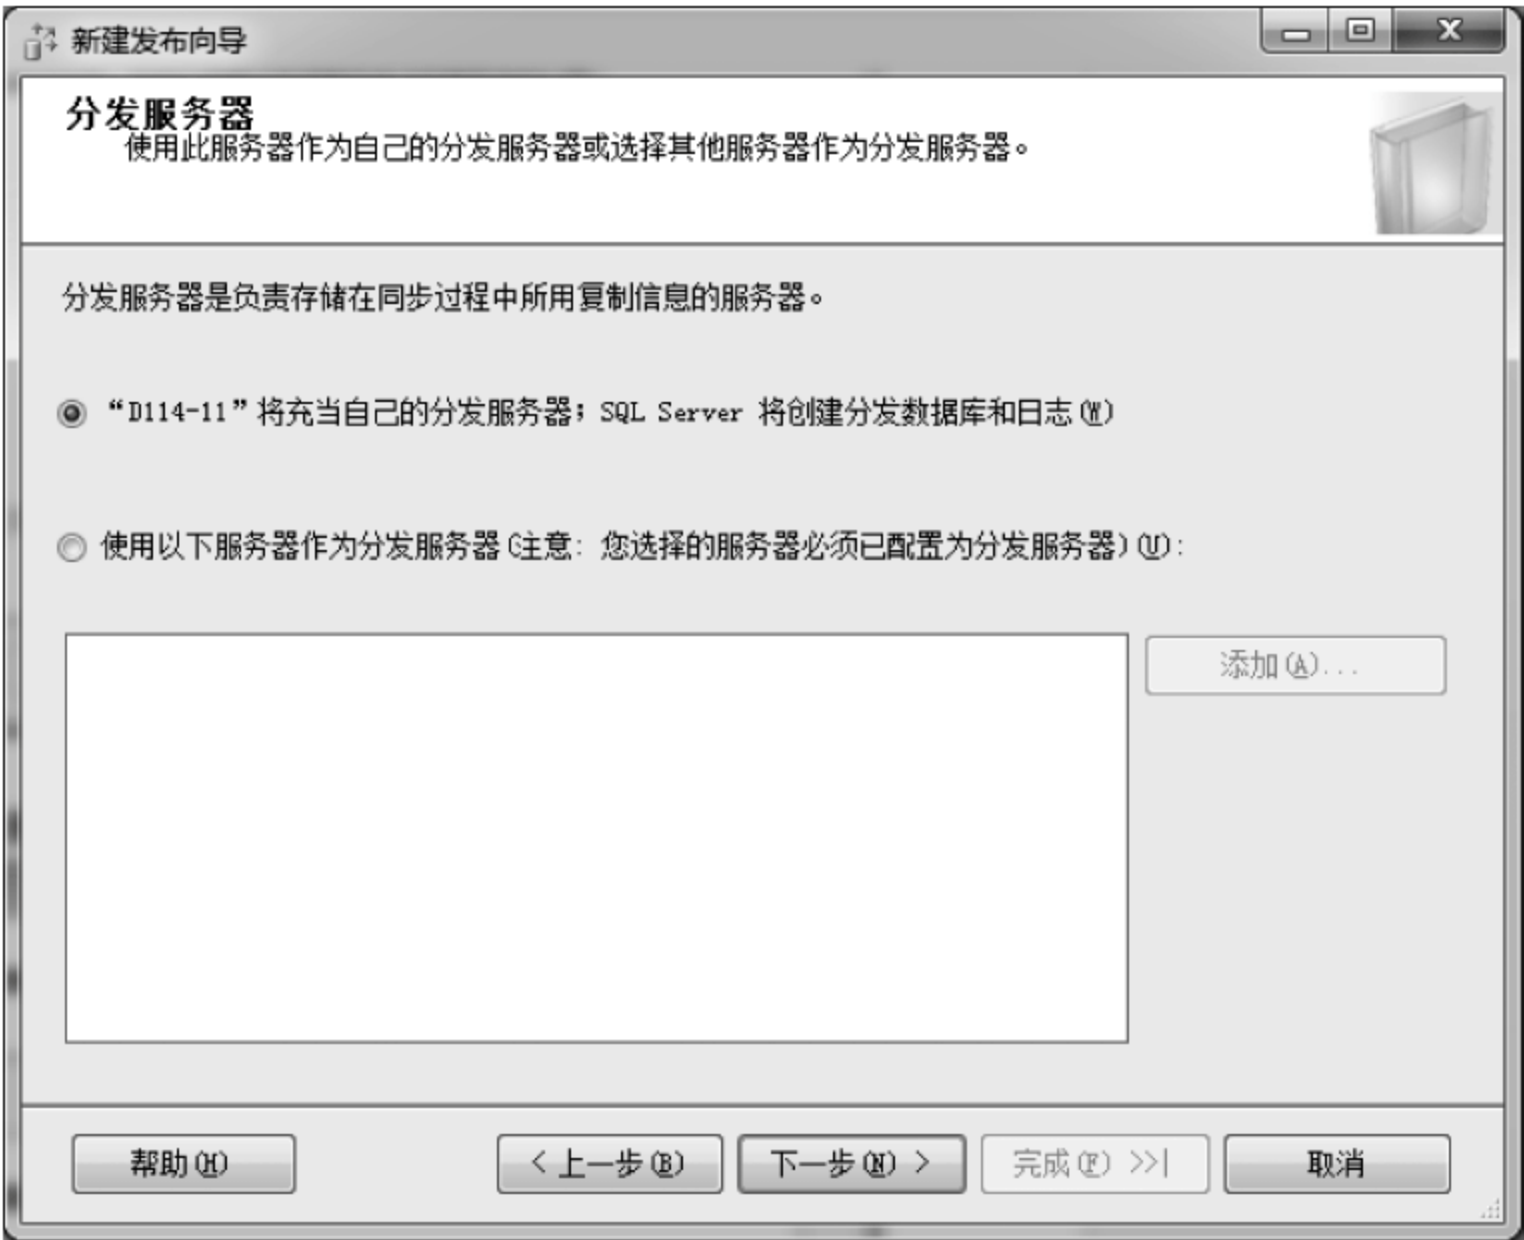 新建发布向导
分发服务器
使用此服务器作为自己的分发服务器或选择其他服务器作为分发服务器。
分发服务器是负责存储在同步过程中所用复制信息的服务器。
“D114-11”将充当自己的分发服务器；SQL Server 将创建分发数据库和日志(W)
使用以下服务器作为分发服务器(注意: 您选择的服务器必须已配置为分发服务器)(U):
添加(A)...
帮助(H)
< 上一步(B)
下一步(N) >
完成(F) >>|
取消